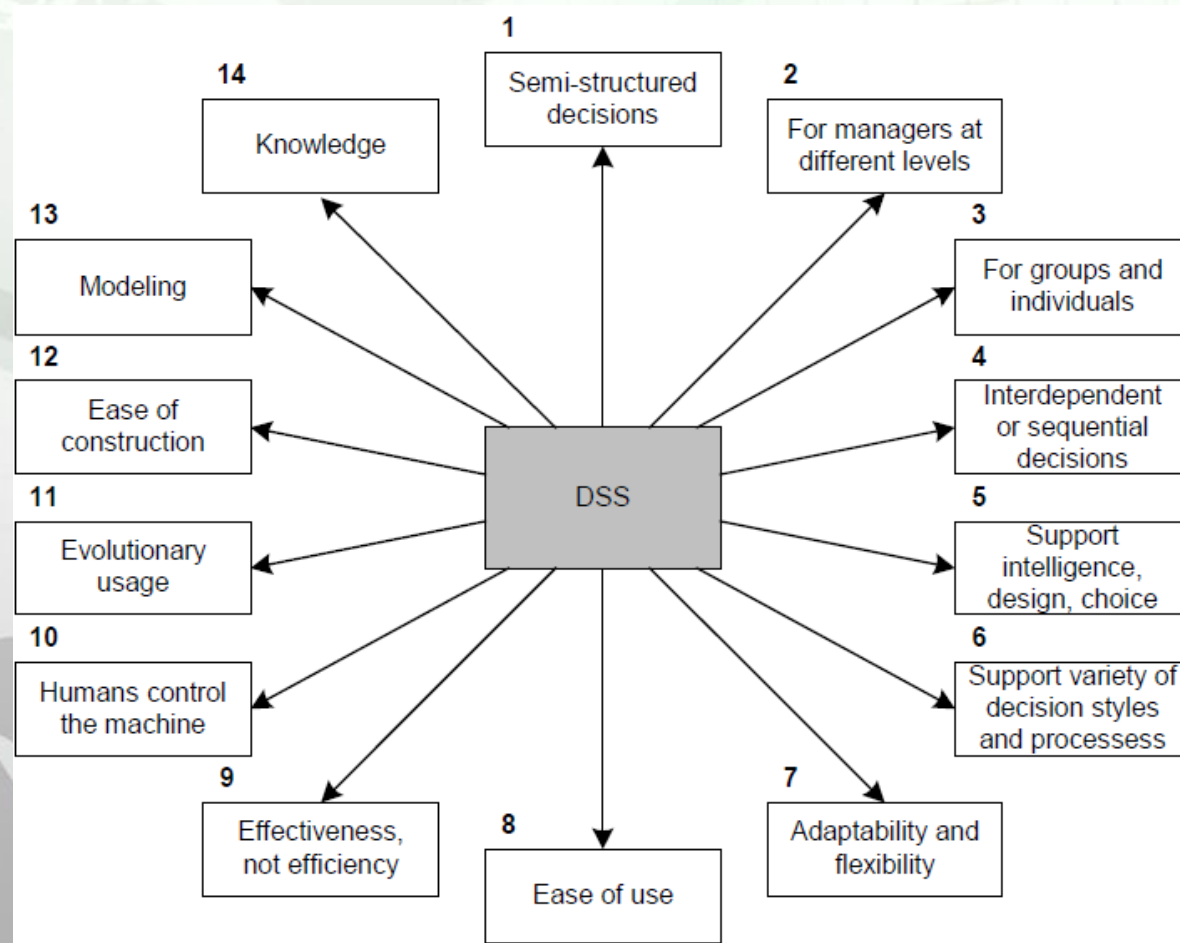 1
Semi-structured
decisions
2
For managers at
different levels
3
For groups and
individuals
4
Interdependent
or sequential
decisions
5
Support
intelligence,
design, choice
6
Support variety of
decision styles
and processess
7
Adaptability and
flexibility
8
Ease of use
9
Effectiveness,
not efficiency
10
Humans control
the machine
11
Evolutionary
usage
12
Ease of
construction
13
Modeling
14
Knowledge
DSS